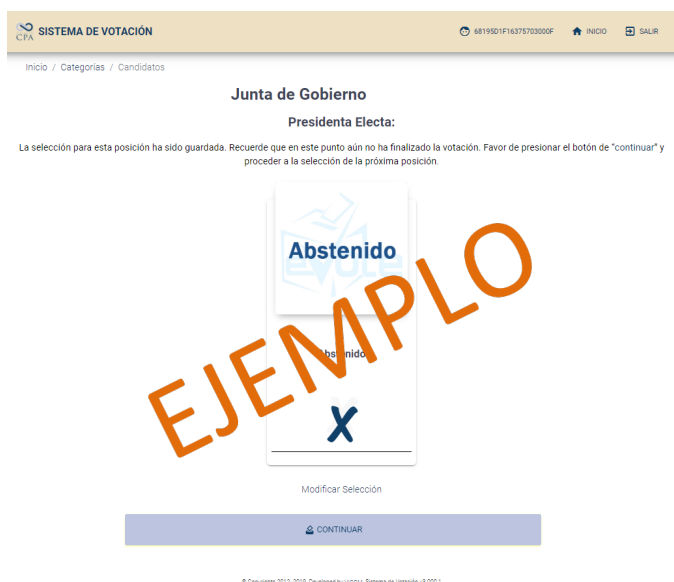 CPA SISTEMA DE VOTACIÓN
68195D1F16375703000F INICIO SALIR
Inicio / Categorías / Candidatos
Junta de Gobierno
Presidenta Electa:
La selección para esta posición ha sido guardada. Recuerde que en este punto aún no ha finalizado la votación. Favor de presionar el botón de "continuar" y
proceder a la selección de la próxima posición.
evote
Abstenido
EJEMPLO
Abstenido
X
Modificar Selección
CONTINUAR